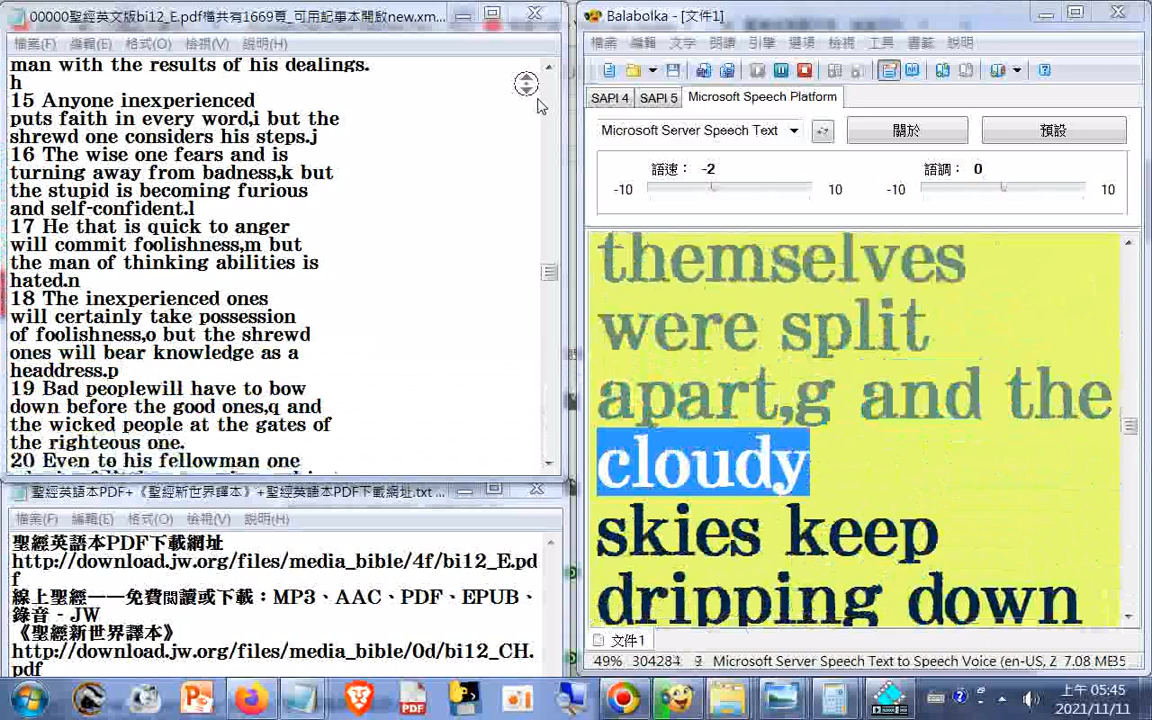 00000聖經英文版bi12_E.pdf檔共有1669頁_可用記事本開啟new.xm...
檔案(F) 編輯(E) 格式(O) 檢視(V) 說明(H)
man with the results of his dealings.
h
15 Anyone inexperienced
puts faith in every word,i but the
shrewd one considers his steps.j
16 The wise one fears and is
turning away from badness,k but
the stupid is becoming furious
and self-confident.l
17 He that is quick to anger
will commit foolishness,m but
the man of thinking abilities is
hated.n
18 The inexperienced ones
will certainly take possession
of foolishness,o but the shrewd
ones will bear knowledge as a
headdress.p
19 Bad peoplewill have to bow
down before the good ones,q and
the wicked people at the gates of
the righteous one.
20 Even to his fellowman one
聖經英語本PDF+《聖經新世界譯本》+聖經英語本PDF下載網址.txt ...
檔案(F) 編輯(E) 格式(O) 檢視(V) 說明(H)
聖經英語本PDF下載網址
http://download.jw.org/files/media_bible/4f/bi12_E.pd
f
線上聖經——免費閱讀或下載：MP3、AAC、PDF、EPUB、
錄音 - JW
《聖經新世界譯本》
http://download.jw.org/files/media_bible/0d/bi12_CH.
pdf
Balabolka - [文件1]
檔案 編輯 文字 朗讀 引擎 選項 檢視 工具 書籤 說明
SAPI 4 SAPI 5 Microsoft Speech Platform
Microsoft Server Speech Text 關於 預設
語速： -2 語調： 0
-10 10 -10 10
themselves
were split
apart,g and the
cloudy
skies keep
dripping down
文件1
49% 304284 Microsoft Server Speech Text to Speech Voice (en-US, Z 7.08 MB
上午 05:45
2021/11/11